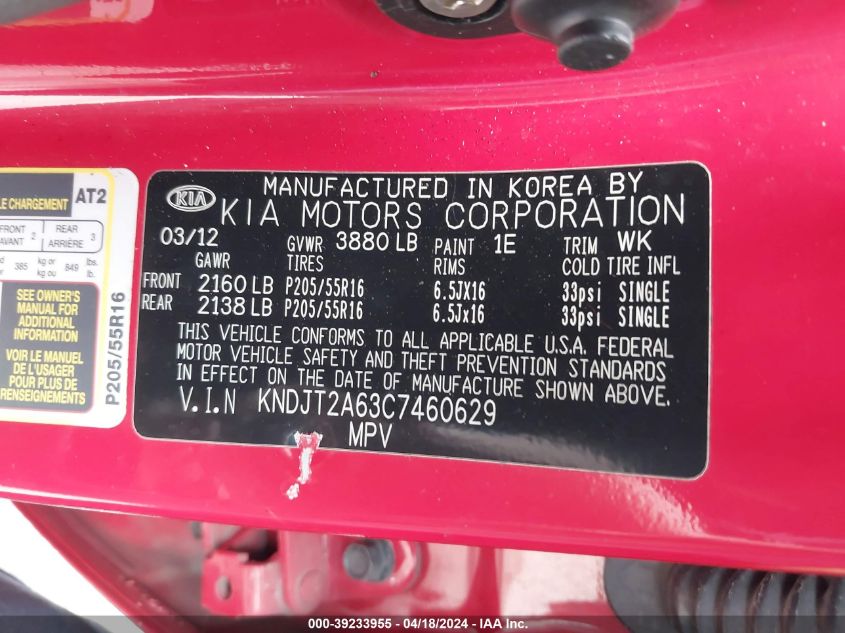 LE CHARGEMENT AT2
FRONT 2 REAR 3
AVANT ARRIÈRE
385 kg or kg ou 849 lbs. lb.
SEE OWNER'S
MANUAL FOR
ADDITIONAL
INFORMATION
VOIR LE MANUEL
DE L'USAGER
POUR PLUS DE
RENSEIGNEMENTS
P205/55R16
MANUFACTURED IN KOREA BY
KIA KIA MOTORS CORPORATION
03/12 GVWR 3880 LB PAINT 1E TRIM WK
GAWR TIRES RIMS COLD TIRE INFL
FRONT 2160 LB P205/55R16 6.5JX16 33psi SINGLE
REAR 2138 LB P205/55R16 6.5Jx16 33psi SINGLE
THIS VEHICLE CONFORMS TO ALL APPLICABLE U.S.A. FEDERAL
MOTOR VEHICLE SAFETY AND THEFT PREVENTION STANDARDS
IN EFFECT ON THE DATE OF MANUFACTURE SHOWN ABOVE.
V.I.N KNDJT2A63C7460629
MPV
000-39233955 - 04/18/2024 - IAA Inc.